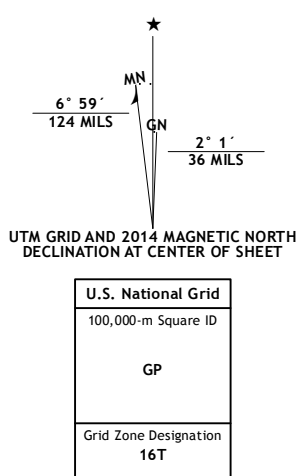 ★
MN
GN
6° 59´
124 MILS
2° 1´
36 MILS
UTM GRID AND 2014 MAGNETIC NORTH
DECLINATION AT CENTER OF SHEET
U.S. National Grid
100,000-m Square ID
GP
Grid Zone Designation
16T